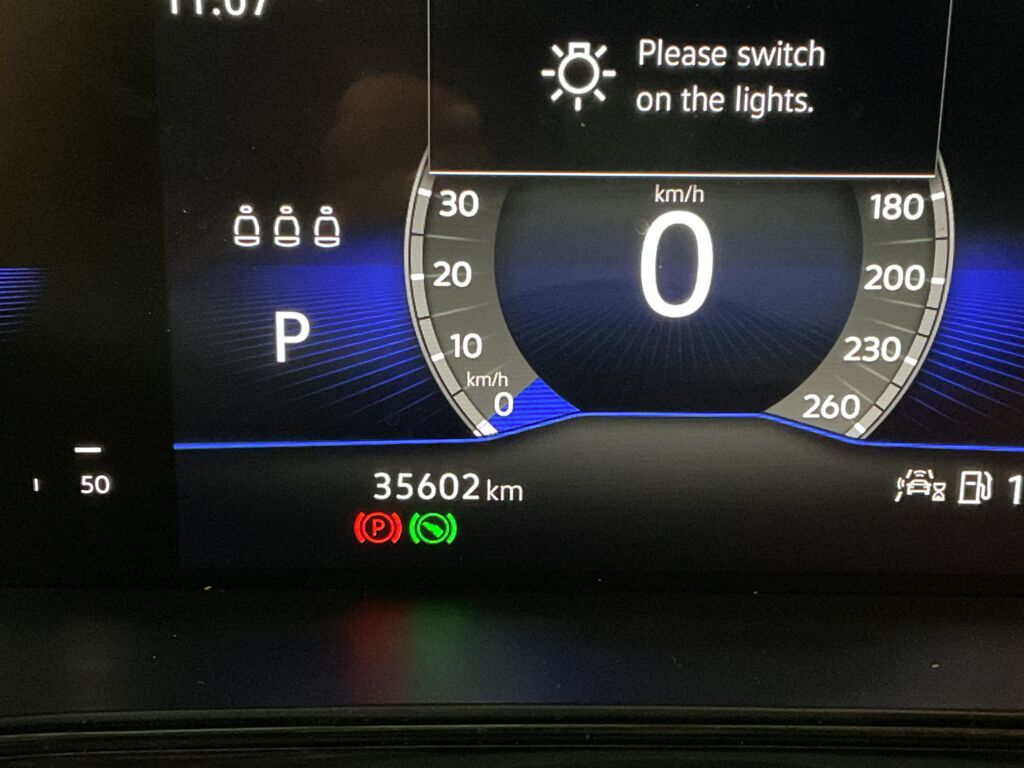 Please switch
on the lights.
30
km/h
180
20
0
200
P
10
230
km/h
0
260
50
35602 km
P